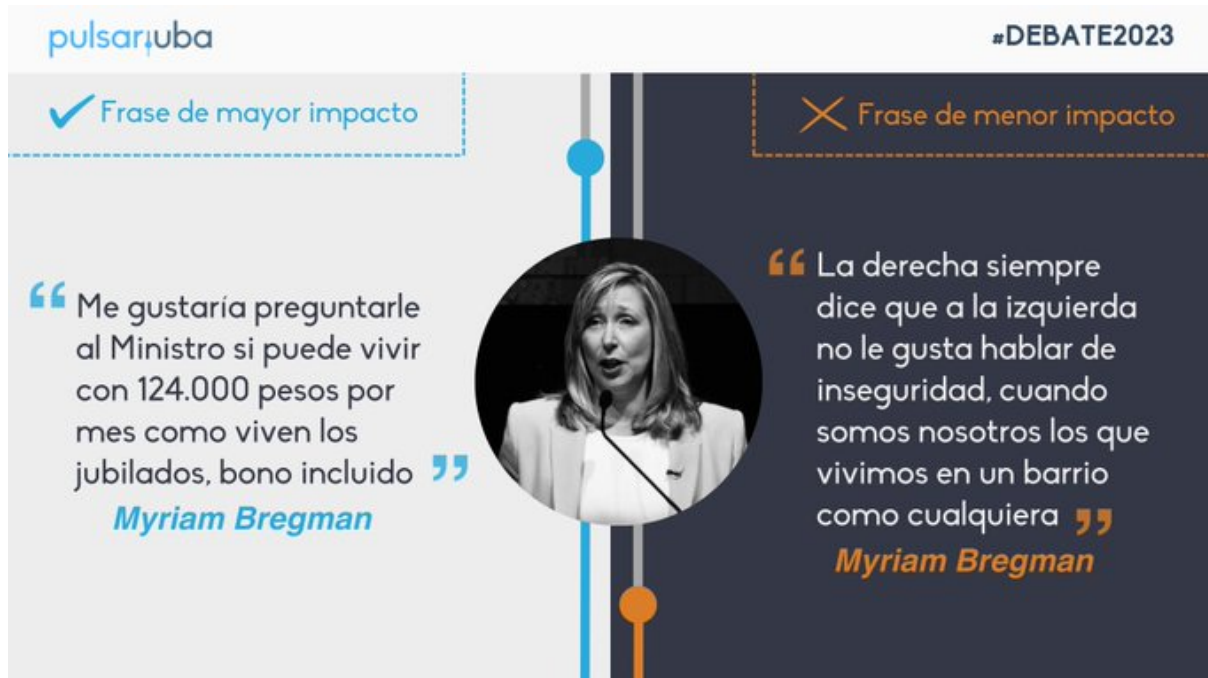 pulsar.uba
#DEBATE2023
Frase de mayor impacto
“ Me gustaría preguntarle
al Ministro si puede vivir
con 124.000 pesos por
mes como viven los
jubilados, bono incluido ”
Myriam Bregman
Frase de menor impacto
“ La derecha siempre
dice que a la izquierda
no le gusta hablar de
inseguridad, cuando
somos nosotros los que
vivimos en un barrio
como cualquiera ”
Myriam Bregman